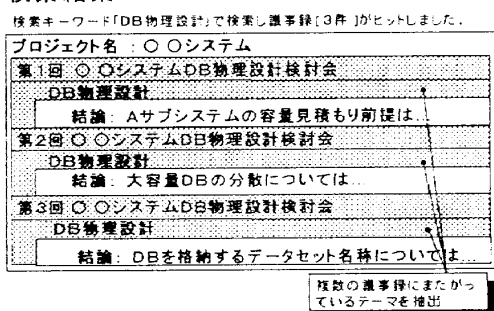 検索キーワード「DB物理設計」で検索し議事録[3件 ]がヒットしました.
プロジェクト名 : ○ ○システム
第1回 ○ ○システムDB物理設計検討会
DB物理設計
結論: Aサブシステムの容量見積もり前提は...
第2回 ○ ○システムDB物理設計検討会
DB物理設計
結論: 大容量DBの分散については...
第3回 ○ ○システムDB物理設計検討会
DB物理設計
結論: DBを格納するデータセット名称については...
複数の議事録にまたがっ
ているテーマを抽出